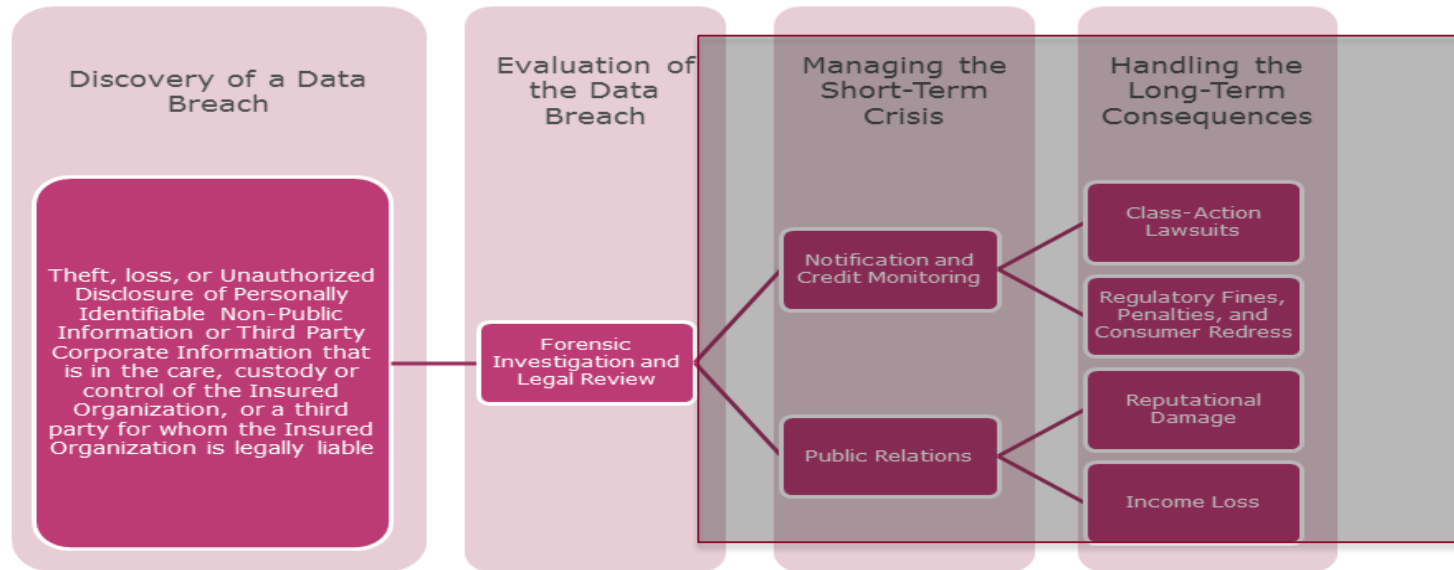 Discovery of a Data
Breach
Theft, loss, or Unauthorized
Disclosure of Personally
Identifiable Non-Public
Information or Third Party
Corporate Information that
is in the care, custody or
control of the Insured
Organization, or a third
party for whom the Insured
Organization is legally liable
Evaluation of
the Data
Breach
Forensic
Investigation and
Legal Review
Managing the
Short-Term
Crisis
Notification and
Credit Monitoring
Public Relations
Handling the
Long-Term
Consequences
Class-Action
Lawsuits
Regulatory Fines,
Penalties, and
Consumer Redress
Reputational
Damage
Income Loss